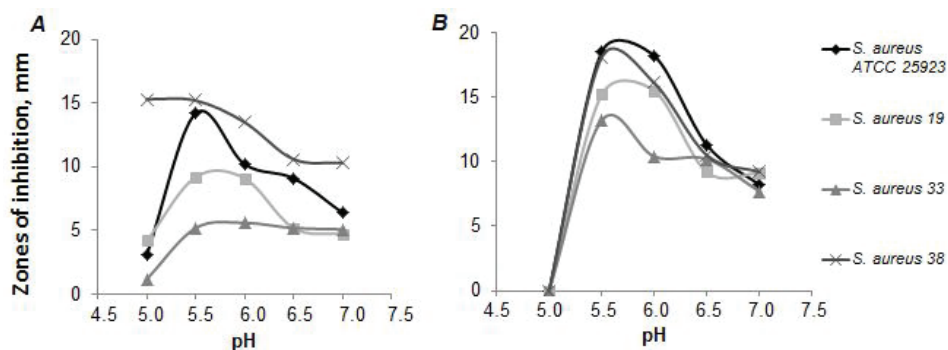 A
B
Zones of inhibition, mm
20
15
10
5
0
4.5 5.0 5.5 6.0 6.5 7.0 7.5
pH
20
15
10
5
0
4.5 5.0 5.5 6.0 6.5 7.0 7.5
pH
S. aureus
ATCC 25923
S. aureus 19
S. aureus 33
S. aureus 38